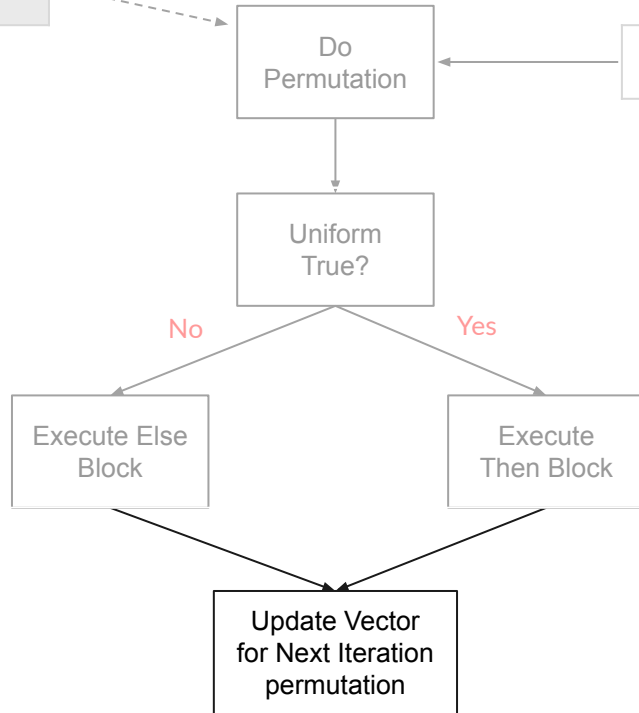 Do
Permutation
Uniform
True?
No
Yes
Execute Else
Block
Execute
Then Block
Update Vector
for Next Iteration
permutation